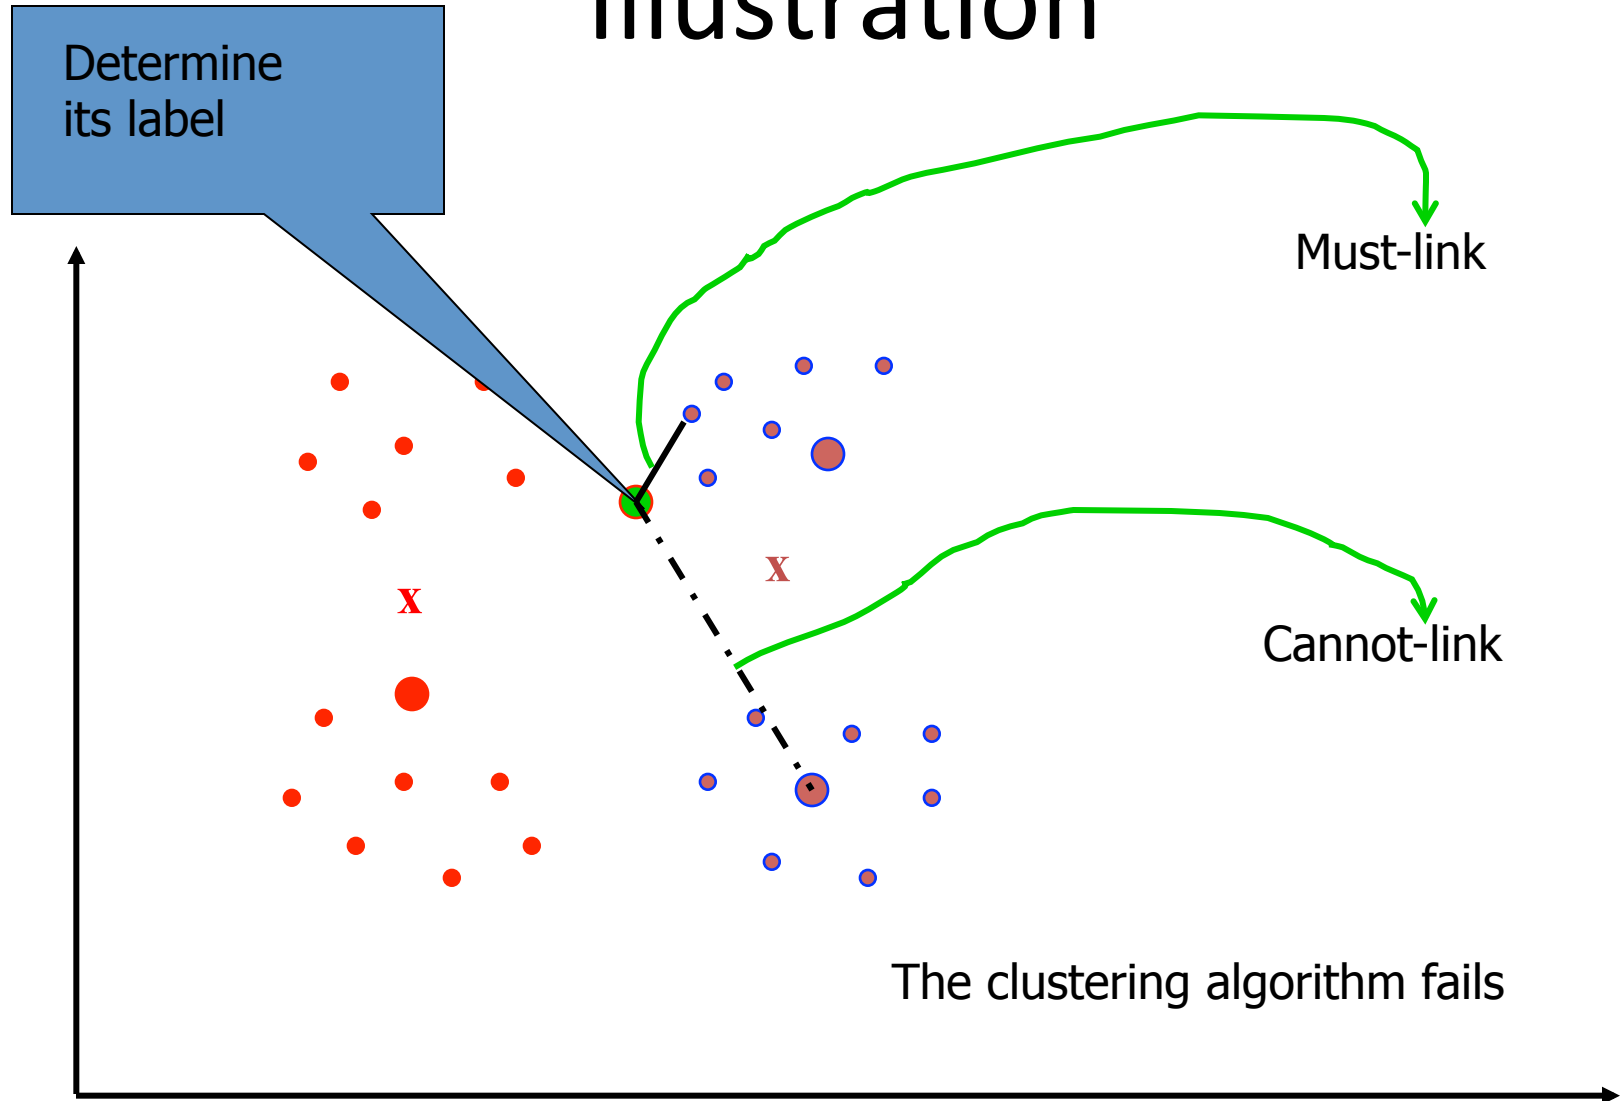 Illustration
Determine
its label
Must-link
x
x
Cannot-link
The clustering algorithm fails